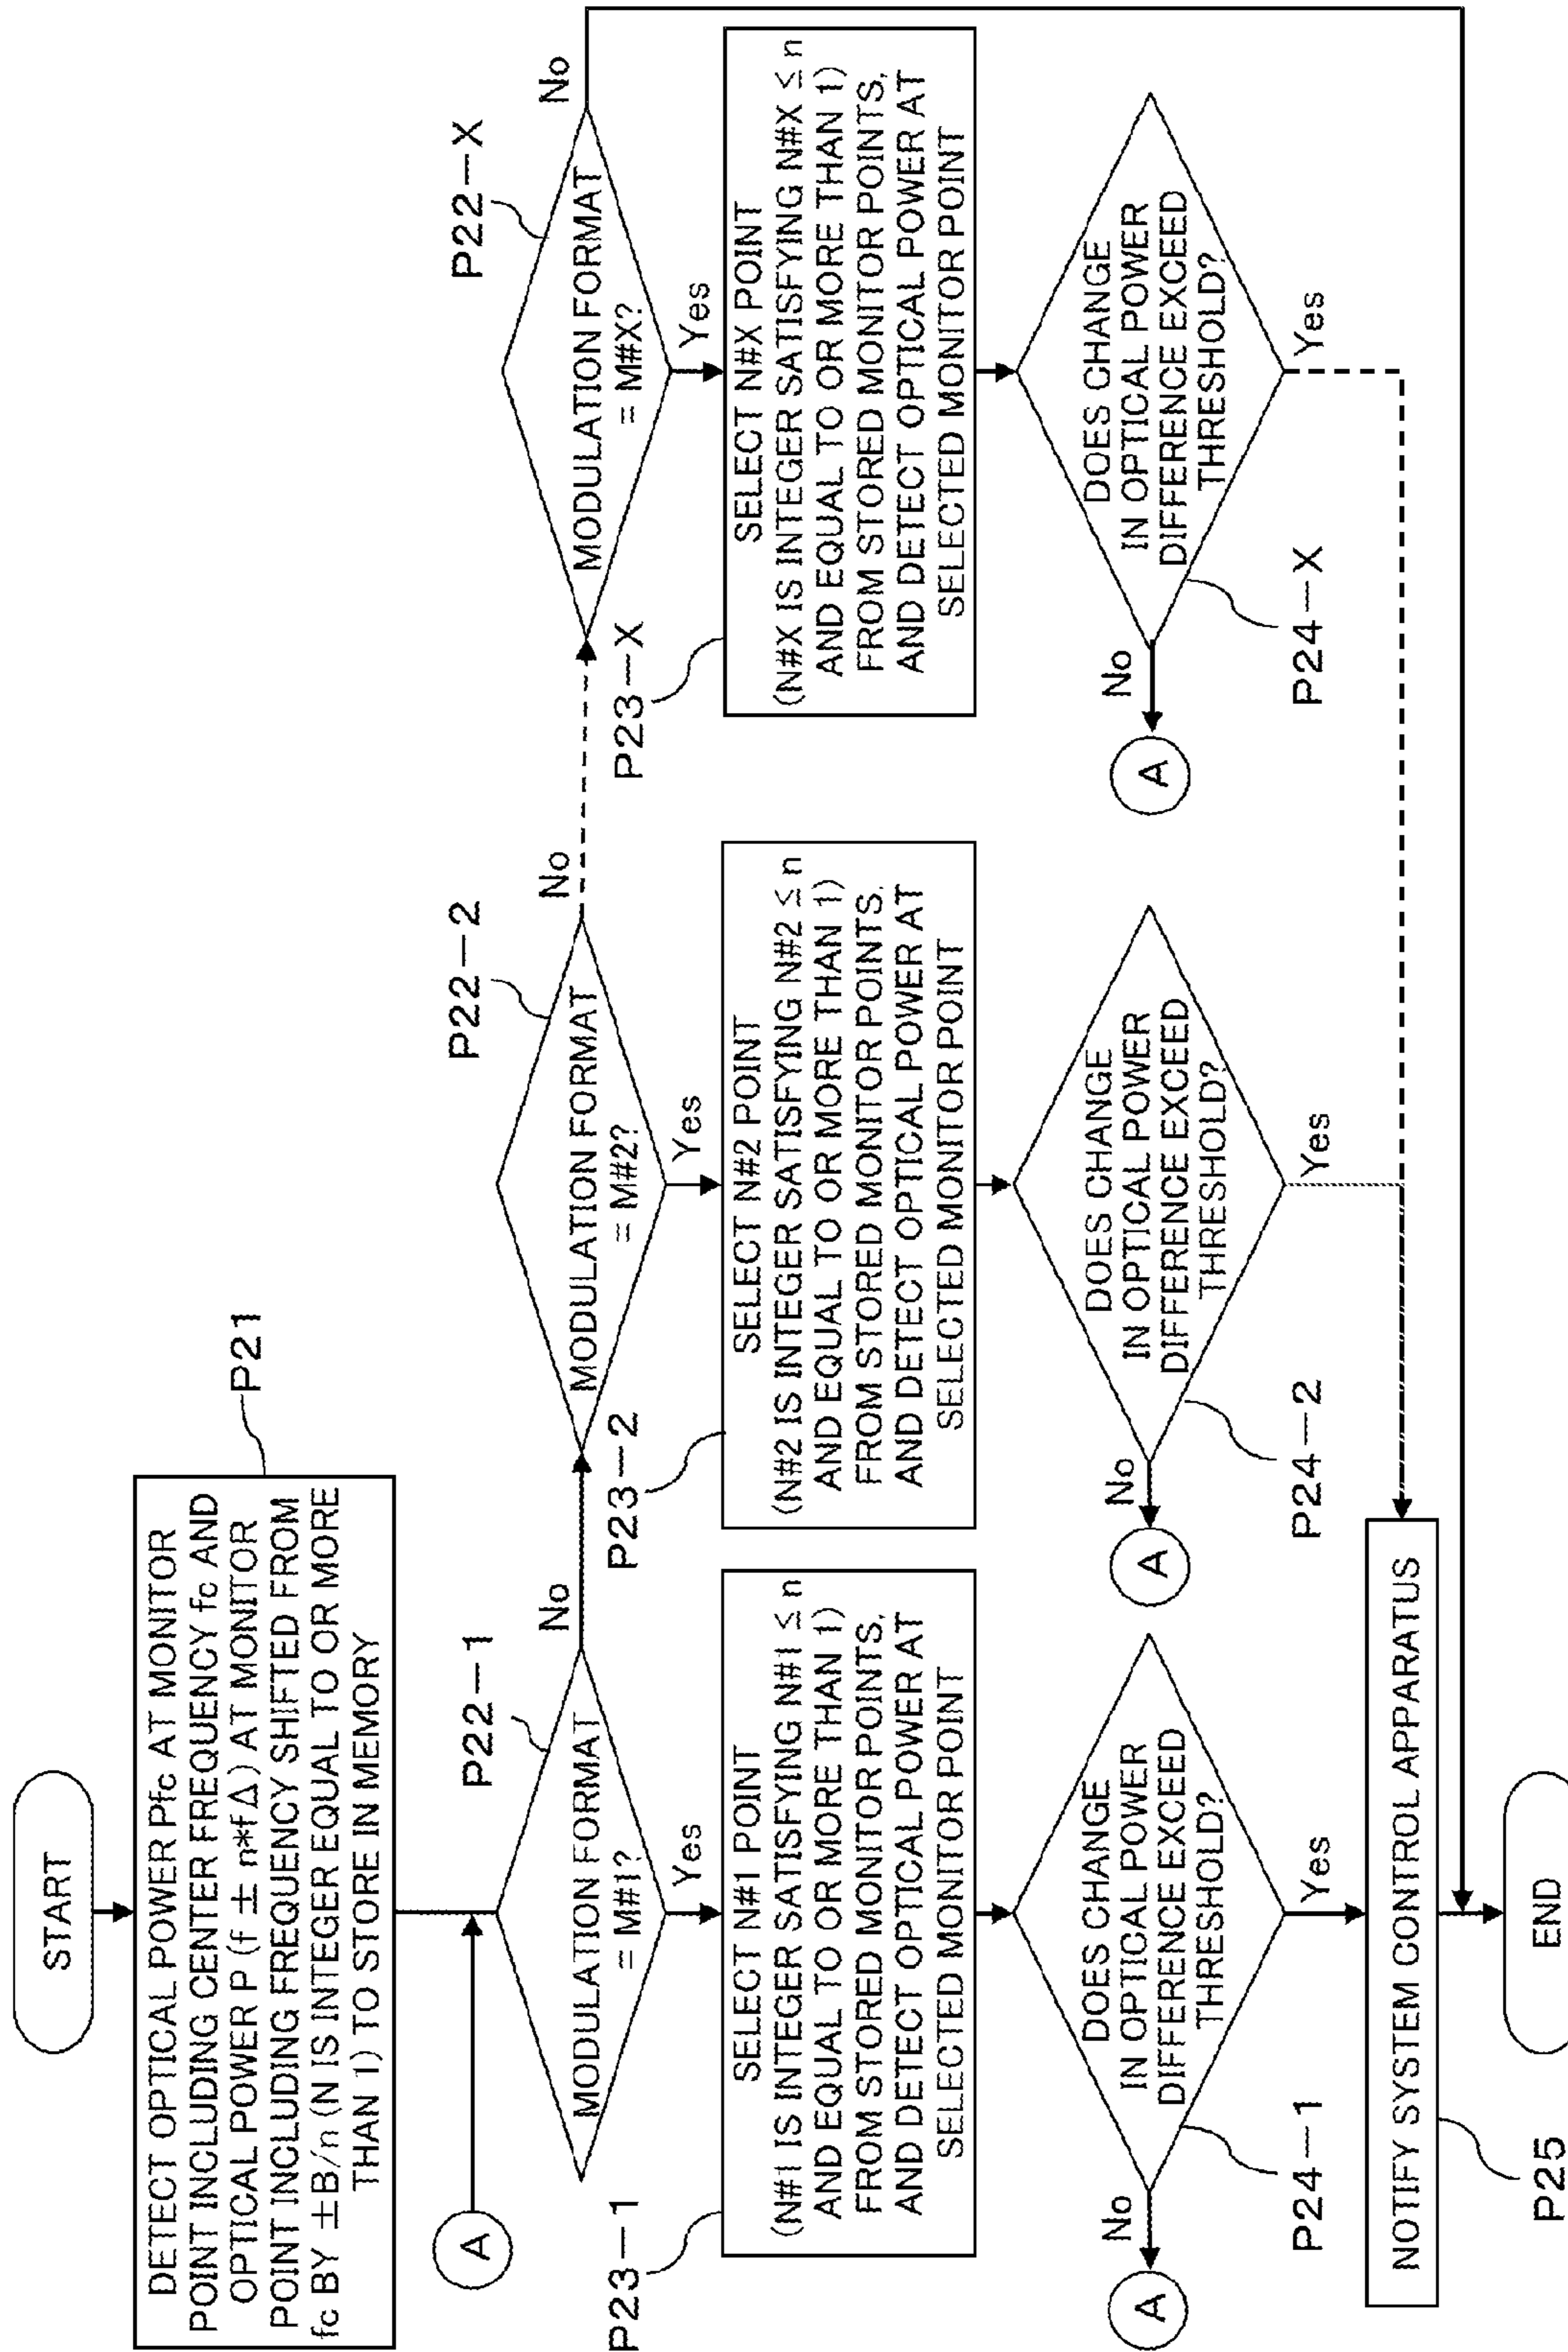 START
P21
DETECT OPTICAL POWER Pfc AT MONITOR
POINT INCLUDING CENTER FREQUENCY fc AND
OPTICAL POWER P (f ± n*fΔ) AT MONITOR
POINT INCLUDING FREQUENCY SHIFTED FROM
fc BY ±B/n (N IS INTEGER EQUAL TO OR MORE
THAN 1) TO STORE IN MEMORY
A
P22-1
MODULATION FORMAT
= M#1?
No
Yes
P22-2
MODULATION FORMAT
= M#2?
No
Yes
P22-X
MODULATION FORMAT
= M#X?
No
Yes
P23-1
SELECT N#1 POINT
(N#1 IS INTEGER SATISFYING N#1 ≤ n
AND EQUAL TO OR MORE THAN 1)
FROM STORED MONITOR POINTS,
AND DETECT OPTICAL POWER AT
SELECTED MONITOR POINT
P23-2
SELECT N#2 POINT
(N#2 IS INTEGER SATISFYING N#2 ≤ n
AND EQUAL TO OR MORE THAN 1)
FROM STORED MONITOR POINTS,
AND DETECT OPTICAL POWER AT
SELECTED MONITOR POINT
P23-X
SELECT N#X POINT
(N#X IS INTEGER SATISFYING N#X ≤ n
AND EQUAL TO OR MORE THAN 1)
FROM STORED MONITOR POINTS,
AND DETECT OPTICAL POWER AT
SELECTED MONITOR POINT
DOES CHANGE
IN OPTICAL POWER
DIFFERENCE EXCEED
THRESHOLD?
No
A
Yes
P24-1
DOES CHANGE
IN OPTICAL POWER
DIFFERENCE EXCEED
THRESHOLD?
No
A
Yes
P24-2
DOES CHANGE
IN OPTICAL POWER
DIFFERENCE EXCEED
THRESHOLD?
No
A
Yes
P24-X
NOTIFY SYSTEM CONTROL APPARATUS
P25
END